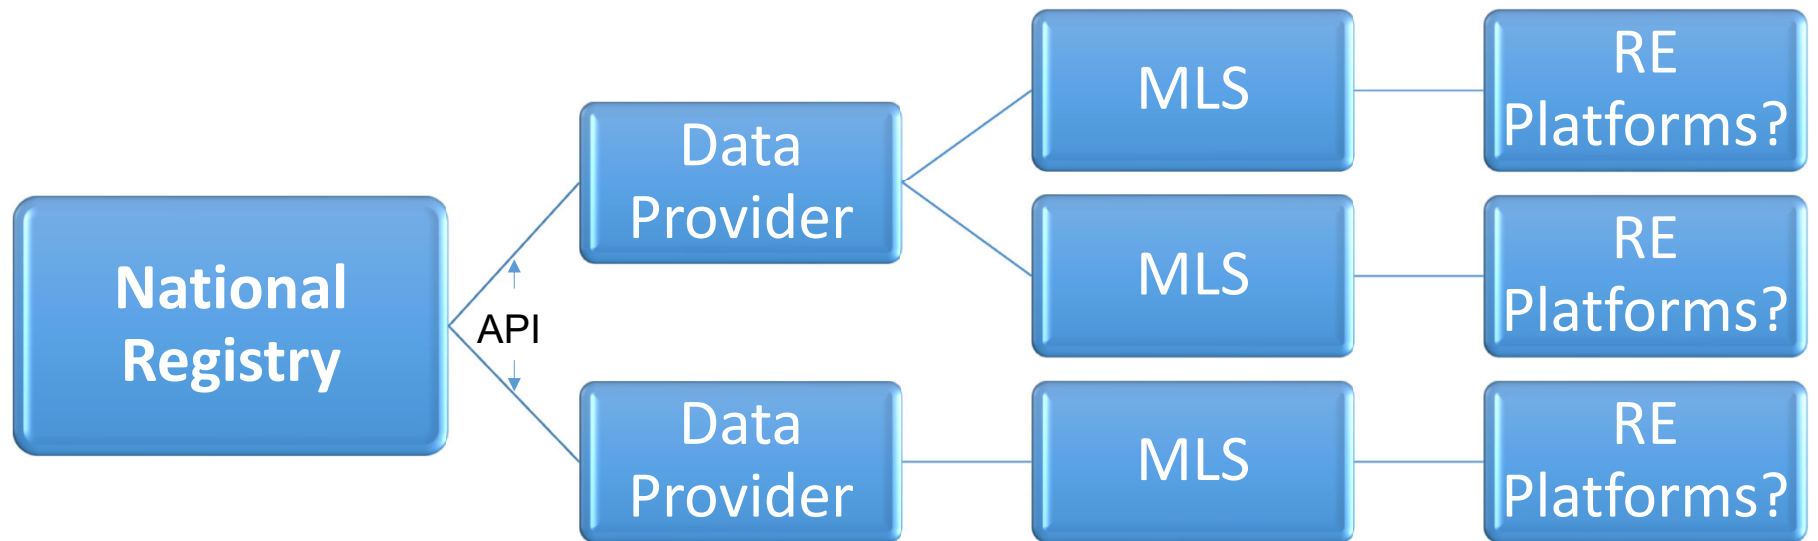 National
Registry
API
Data
Provider
Data
Provider
MLS
MLS
MLS
RE
Platforms?
RE
Platforms?
RE
Platforms?